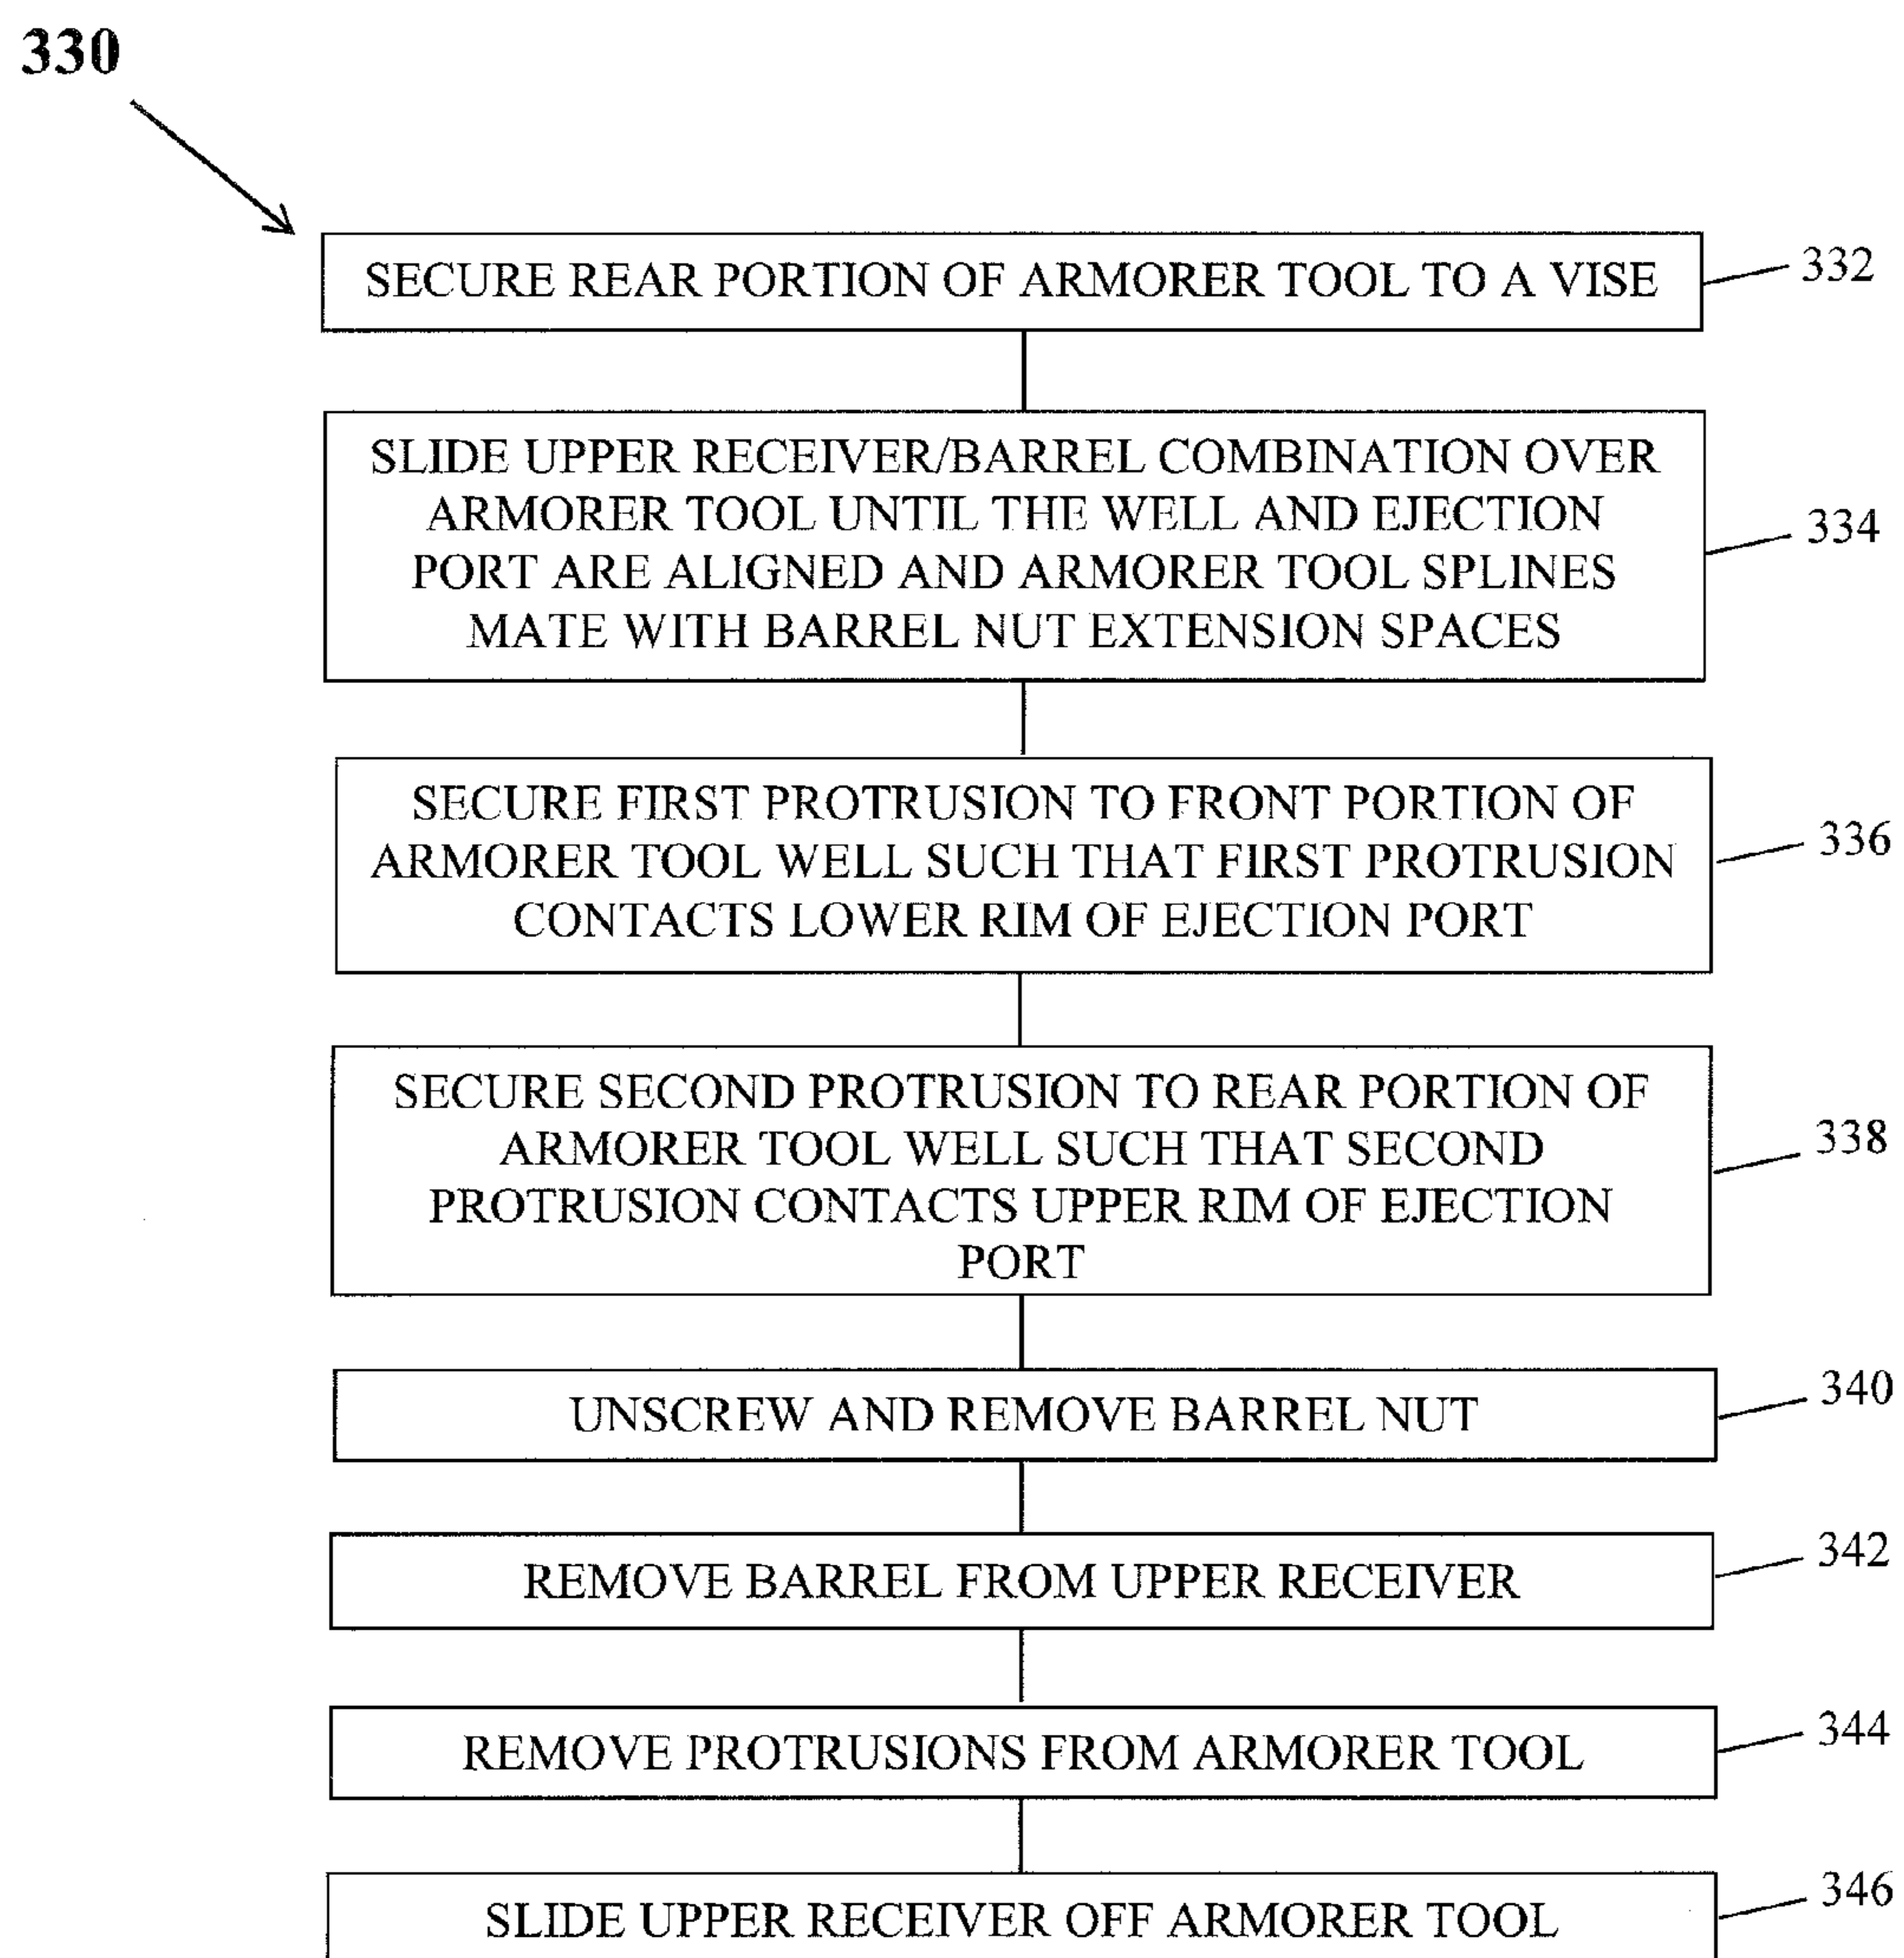 330
SECURE REAR PORTION OF ARMORER TOOL TO A VISE
332
SLIDE UPPER RECEIVER/BARREL COMBINATION OVER
ARMORER TOOL UNTIL THE WELL AND EJECTION
PORT ARE ALIGNED AND ARMORER TOOL SPLINES
MATE WITH BARREL NUT EXTENSION SPACES
334
SECURE FIRST PROTRUSION TO FRONT PORTION OF
ARMORER TOOL WELL SUCH THAT FIRST PROTRUSION
CONTACTS LOWER RIM OF EJECTION PORT
336
SECURE SECOND PROTRUSION TO REAR PORTION OF
ARMORER TOOL WELL SUCH THAT SECOND
PROTRUSION CONTACTS UPPER RIM OF EJECTION
PORT
338
UNSCREW AND REMOVE BARREL NUT
340
REMOVE BARREL FROM UPPER RECEIVER
342
REMOVE PROTRUSIONS FROM ARMORER TOOL
344
SLIDE UPPER RECEIVER OFF ARMORER TOOL
346